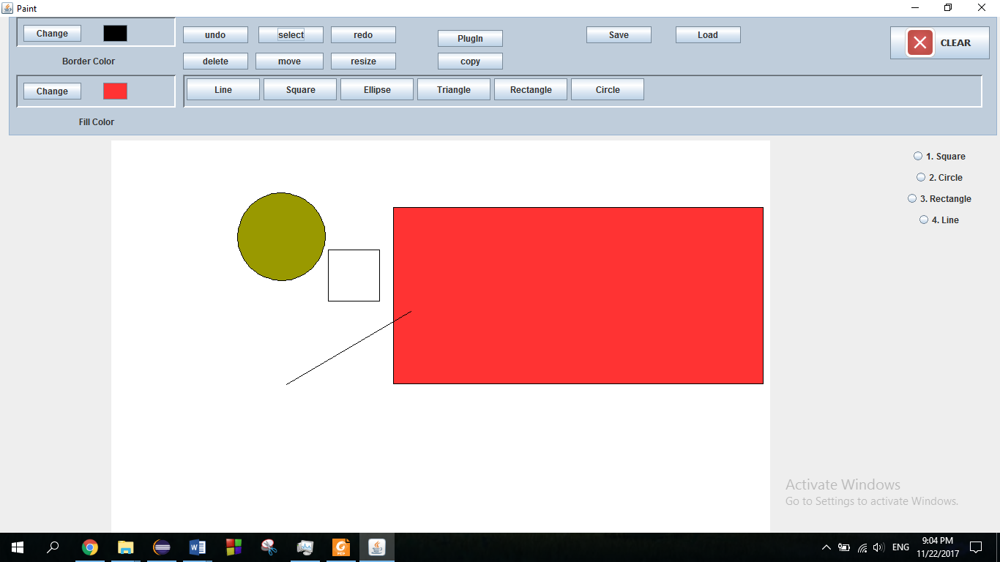 Paint
Change
undo
select
redo
PlugIn
Save
Load
CLEAR
Border Color
delete
move
resize
copy
Change
Line
Square
Ellipse
Triangle
Rectangle
Circle
Fill Color
1. Square
2. Circle
3. Rectangle
4. Line
Activate Windows
Go to Settings to activate Windows.
PDF
ENG
9:04 PM
11/22/2017